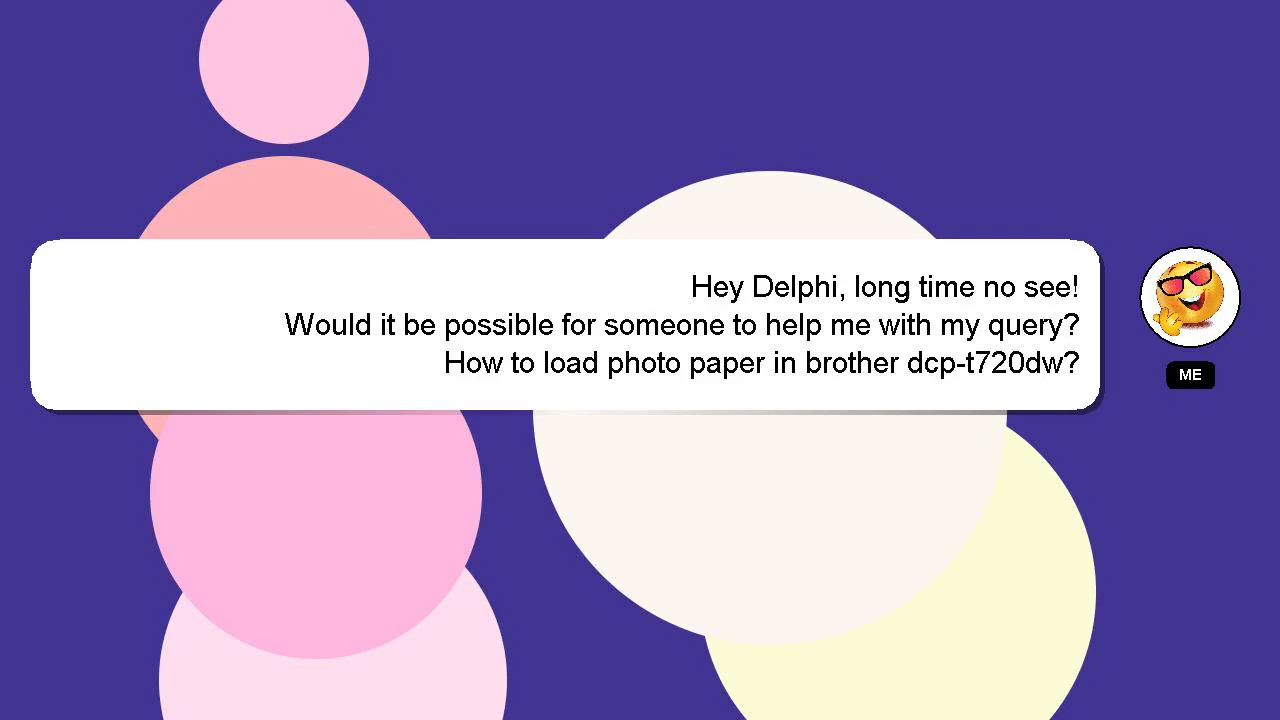 Hey Delphi, long time no see!
Would it be possible for someone to help me with my query?
How to load photo paper in brother dcp-t720dw?
ME